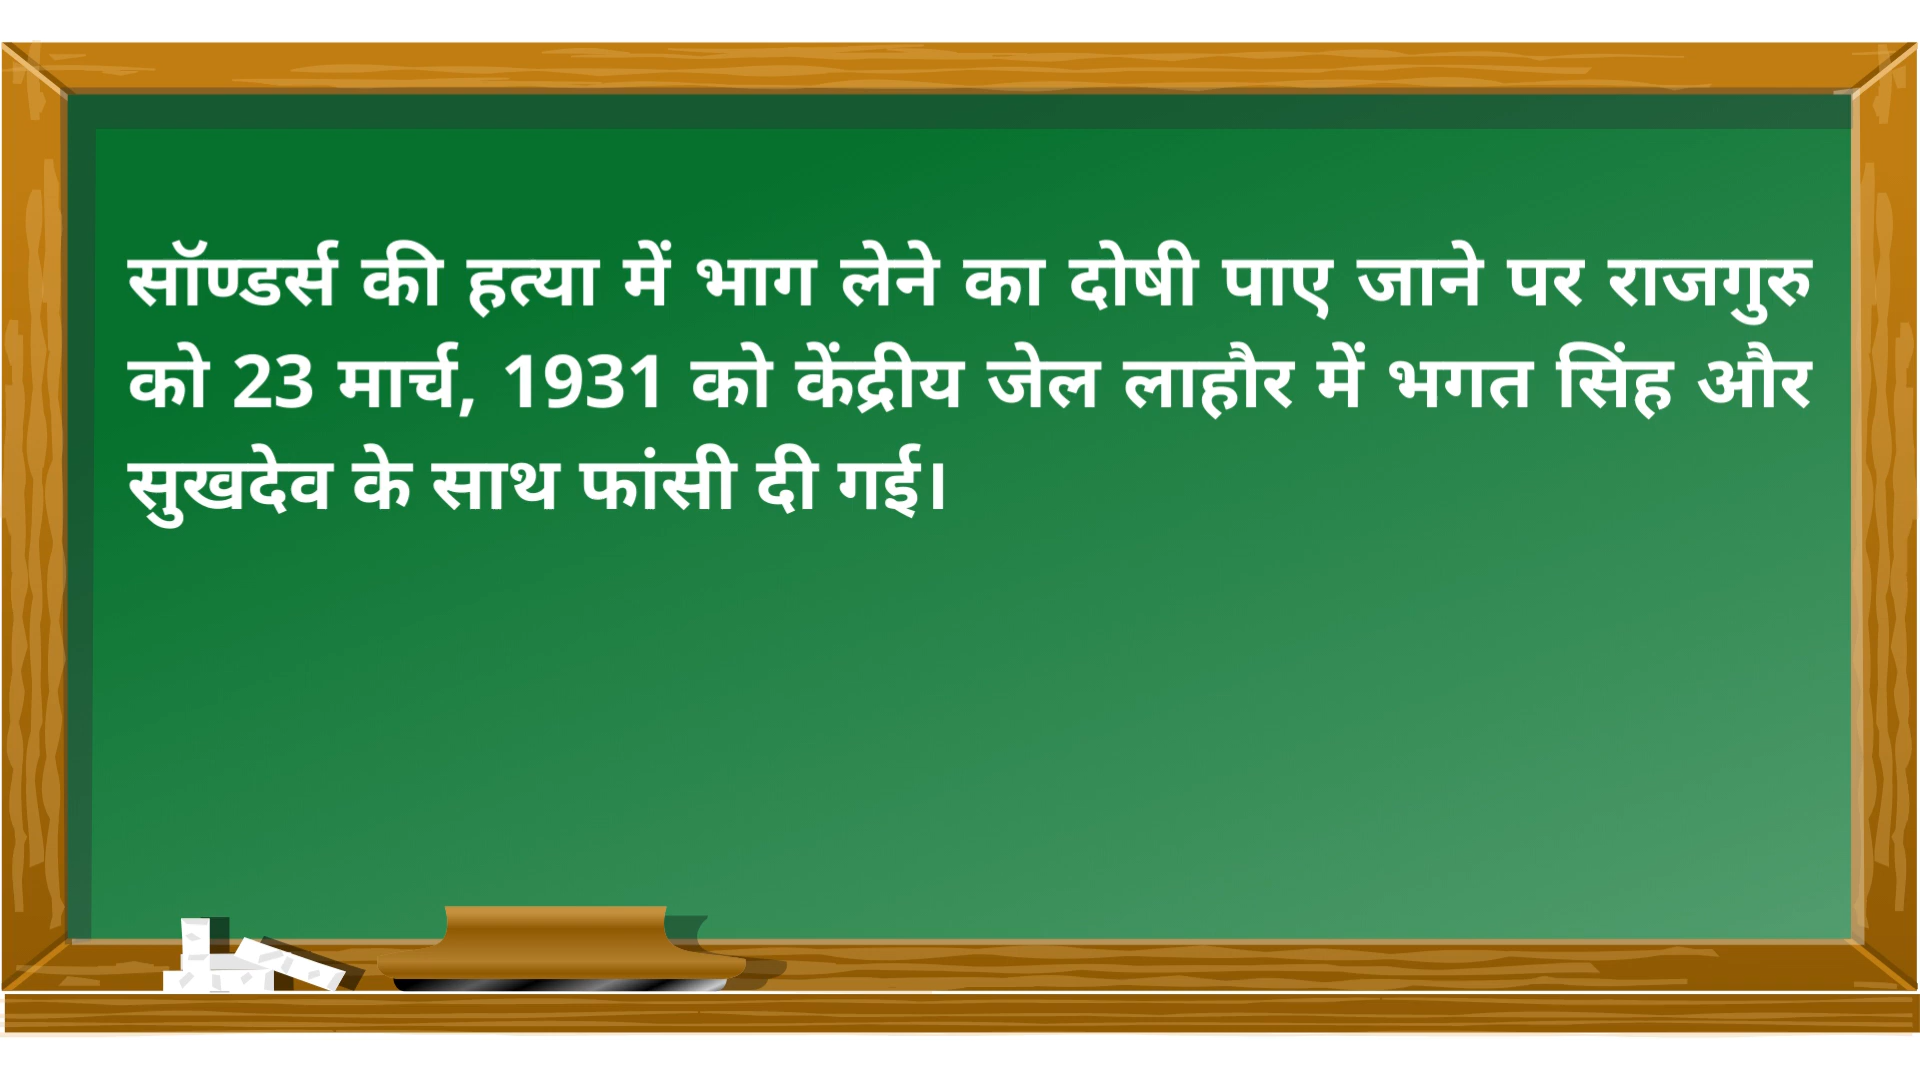 सॉण्डर्स की हत्या में भाग लेने का दोषी पाए जाने पर राजगुरु
को 23 मार्च, 1931 को केंद्रीय जेल लाहौर में भगत सिंह और
सुखदेव के साथ फांसी दी गई।